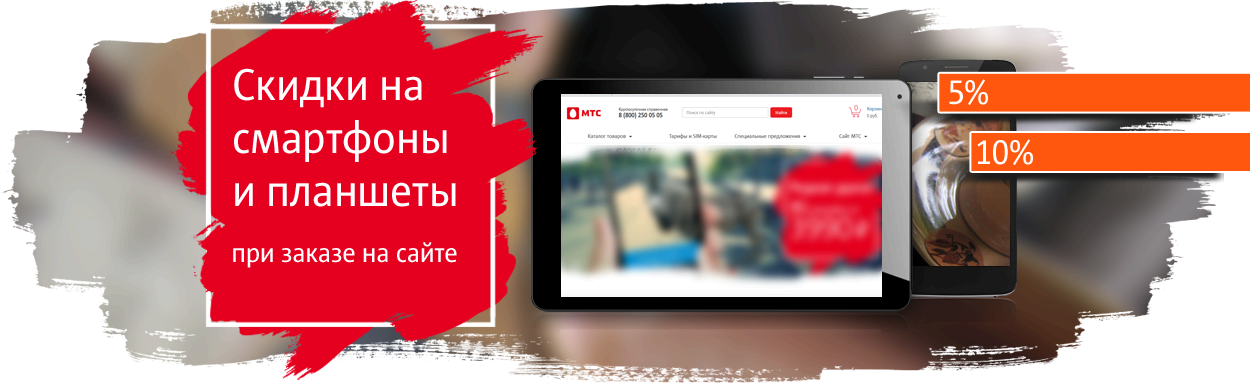 Скидки на
смартфоны
и планшеты
при заказе на сайте
МТС
Круглосуточная справочная
8 (800) 250 05 05
Поиск по сайту
Найти
0
Корзина
0 руб.
Каталог товаров
Тарифы и SIM-карты
Специальные предложения
Сайт МТС
3990
5%
10%